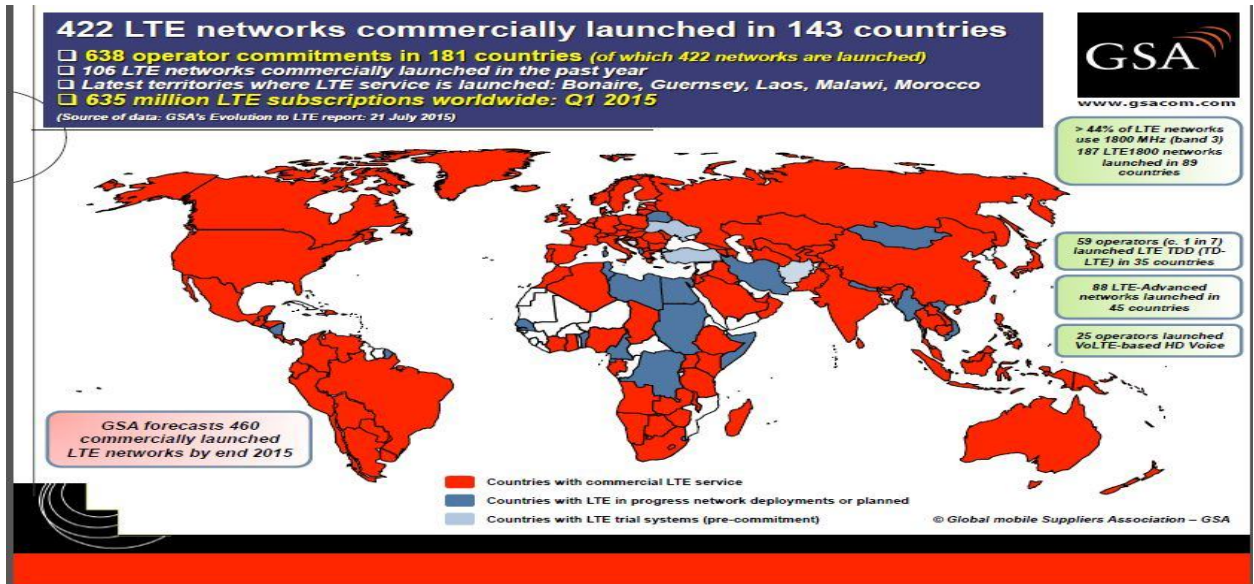 422 LTE networks commercially launched in 143 countries
❑ 638 operator commitments in 181 countries (of which 422 networks are launched)
❑ 106 LTE networks commercially launched in the past year
❑ Latest territories where LTE service is launched: Bonaire, Guernsey, Laos, Malawi, Morocco
❑ 635 million LTE subscriptions worldwide: Q1 2015
(Source of data: GSA's Evolution to LTE report: 21 July 2015)
GSA
www.gsacom.com
> 44% of LTE networks
use 1800 MHz (band 3)
187 LTE1800 networks
launched in 89
countries
59 operators (c. 1 in 7)
launched LTE TDD (TD-
LTE) in 35 countries
88 LTE-Advanced
networks launched in
45 countries
25 operators launched
VoLTE-based HD Voice
GSA forecasts 460
commercially launched
LTE networks by end 2015
Countries with commercial LTE service
Countries with LTE in progress network deployments or planned
Countries with LTE trial systems (pre-commitment)
© Global mobile Suppliers Association – GSA